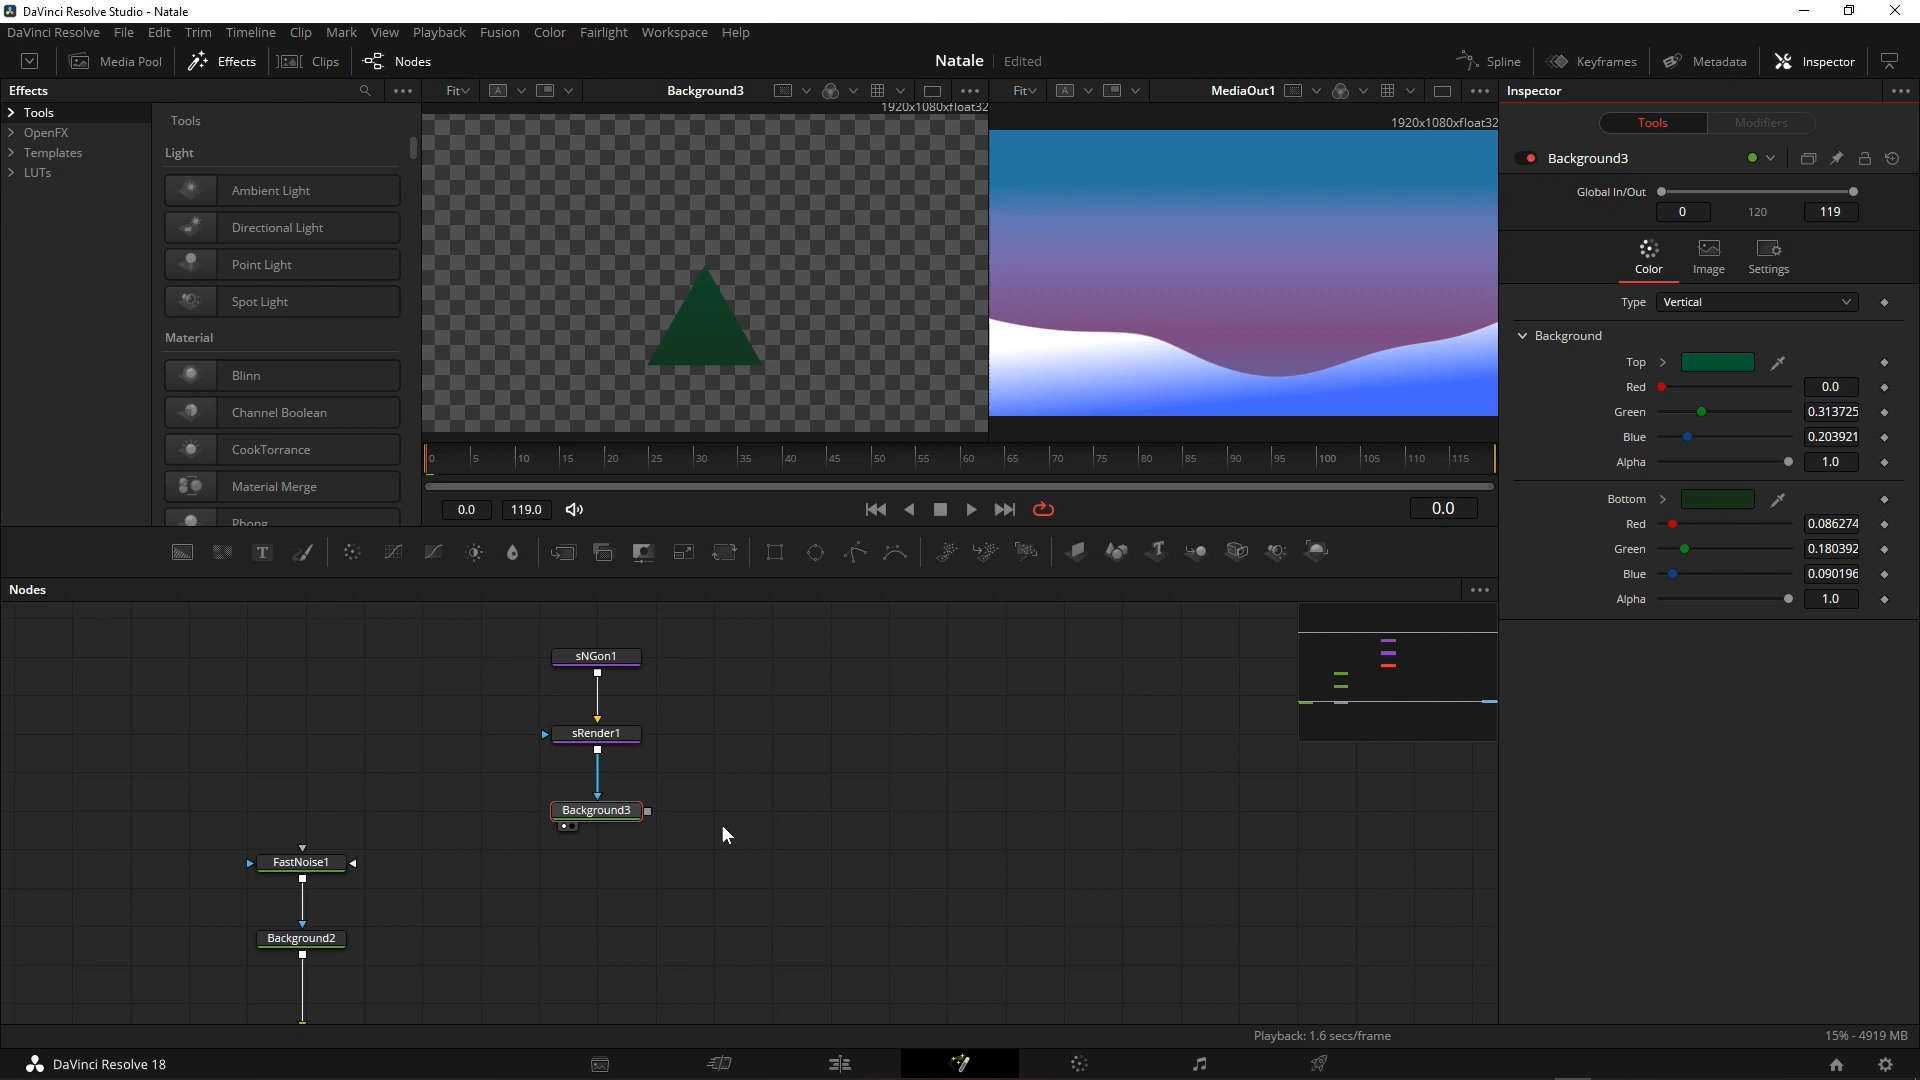 DaVinci Resolve Studio - Natale
DaVinci Resolve File Edit Trim Timeline Clip Mark View Playback Fusion Color Fairlight Workspace Help
Media Pool Effects Clips Nodes Natale Edited Spline Keyframes Metadata Inspector
Effects Fit Background3 Fit MediaOut1 Inspector
1920x1080xfloat32
1920x1080xfloat32
Tools
OpenFX
Templates
LUTs
Tools
Light
Ambient Light
Directional Light
Point Light
Spot Light
Material
Blinn
Channel Boolean
CookTorrance
Material Merge
Phong
Tools Modifiers
Background3
Global In/Out
0 120 119
Color Image Settings
Type Vertical
Background
Top
Red 0.0
Green 0.313725
Blue 0.203921
Alpha 1.0
Bottom
Red 0.086274
Green 0.180392
Blue 0.090196
Alpha 1.0
0 5 10 15 20 25 30 35 40 45 50 55 60 65 70 75 80 85 90 95 100 105 110 115
0.0 119.0 0.0
T T
Nodes
sNGon1
sRender1
Background3
FastNoise1
Background2
Playback: 1.6 secs/frame 15% - 4919 MB
DaVinci Resolve 18